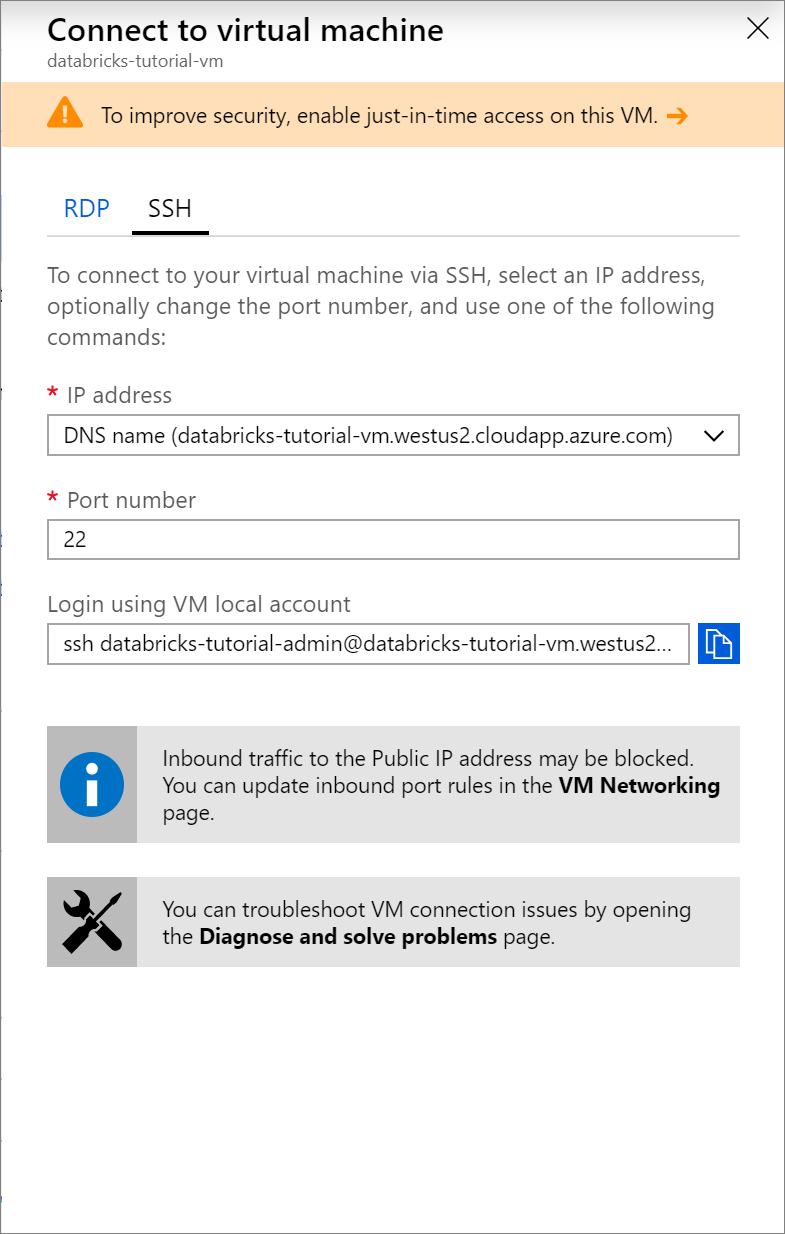 Connect to virtual machine
databricks-tutorial-vm
To improve security, enable just-in-time access on this VM.
RDP
SSH
To connect to your virtual machine via SSH, select an IP address,
optionally change the port number, and use one of the following
commands:
* IP address
DNS name (databricks-tutorial-vm.westus2.cloudapp.azure.com)
* Port number
22
Login using VM local account
ssh databricks-tutorial-admin@databricks-tutorial-vm.westus2...
Inbound traffic to the Public IP address may be blocked.
You can update inbound port rules in the VM Networking
page.
You can troubleshoot VM connection issues by opening
the Diagnose and solve problems page.